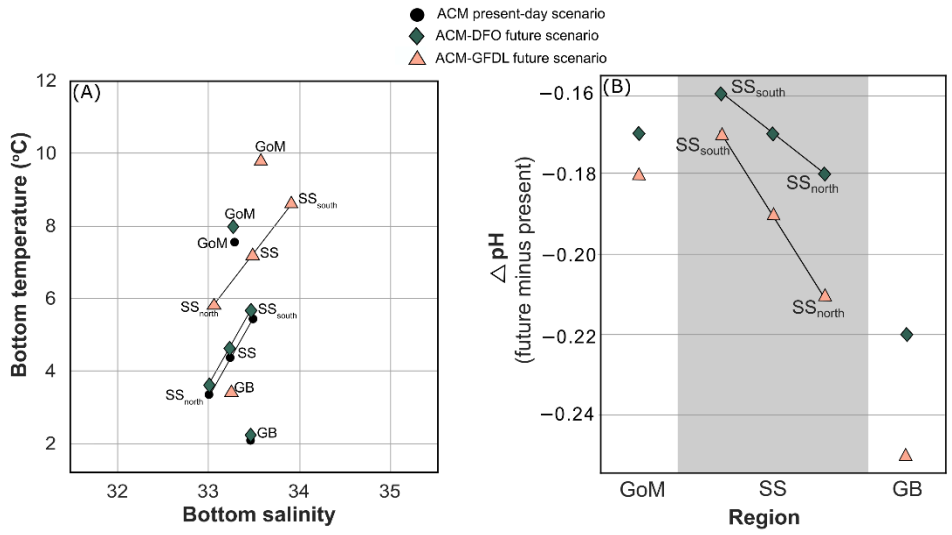 ACM present-day scenario
ACM-DFO future scenario
ACM-GFDL future scenario
(A)
12
10
8
6
4
2
Bottom temperature (°C)
GoM
SSsouth
GoM
GoM
SS
SSnorth
SSsouth
SS
GB
SSnorth
GB
32
33
34
35
Bottom salinity
(B)
−0.16
−0.18
−0.20
−0.22
−0.24
△ pH
(future minus present)
SSsouth
SSsouth
SSnorth
SSnorth
GoM
SS
GB
Region